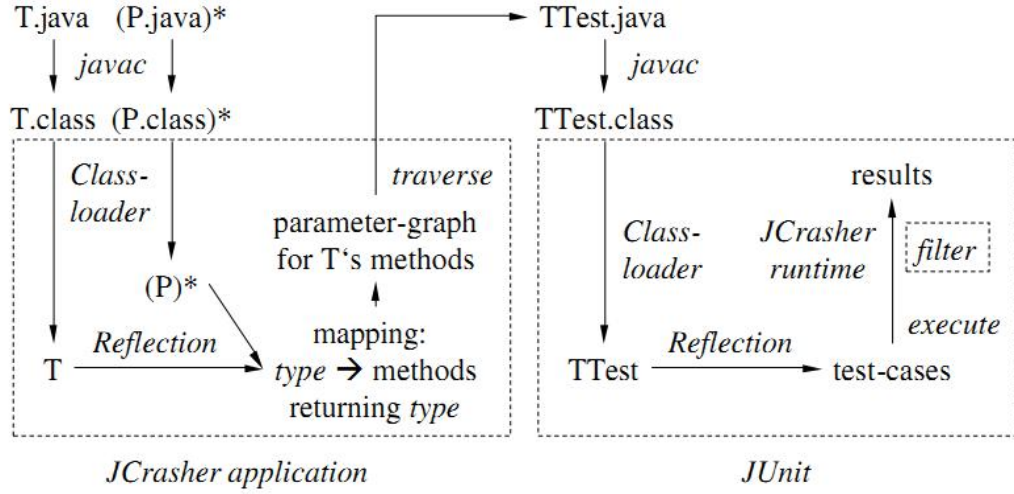 T.java (P.java)*
javac
T.class (P.class)*
Class-
loader
(P)*
T
Reflection
mapping:
type → methods
returning type
parameter-graph
for T‘s methods
traverse
JCrasher application
TTest.java
javac
TTest.class
Class-
loader
TTest
Reflection
test-cases
execute
JCrasher
runtime
filter
results
JUnit